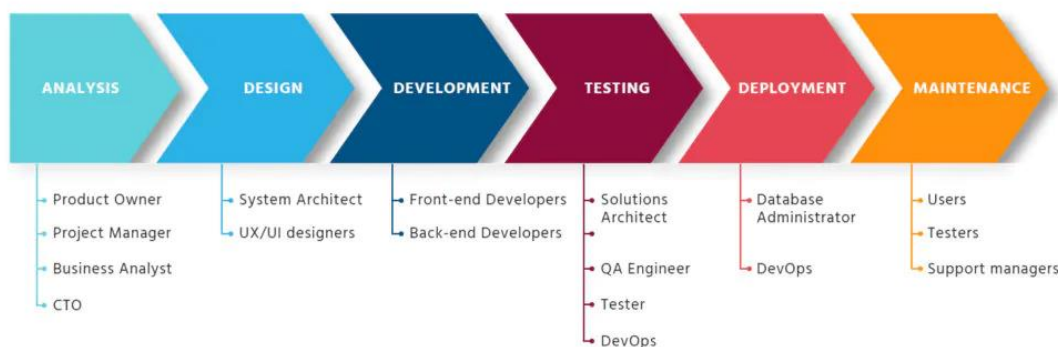 ANALYSIS
DESIGN
DEVELOPMENT
TESTING
DEPLOYMENT
MAINTENANCE
Product Owner
Project Manager
Business Analyst
CTO
System Architect
UX/UI designers
Front-end Developers
Back-end Developers
Solutions
Architect
QA Engineer
Tester
DevOps
Database
Administrator
DevOps
Users
Testers
Support managers